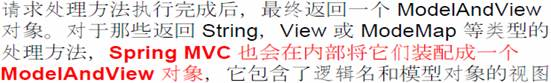 请求处理方法执行完成后，最终返回一个 ModelAndView
对象。对于那些返回 String，View 或 ModeMap 等类型的
处理方法，Spring MVC 也会在内部将它们装配成一个
ModelAndView 对象，它包含了逻辑名和模型对象的视图